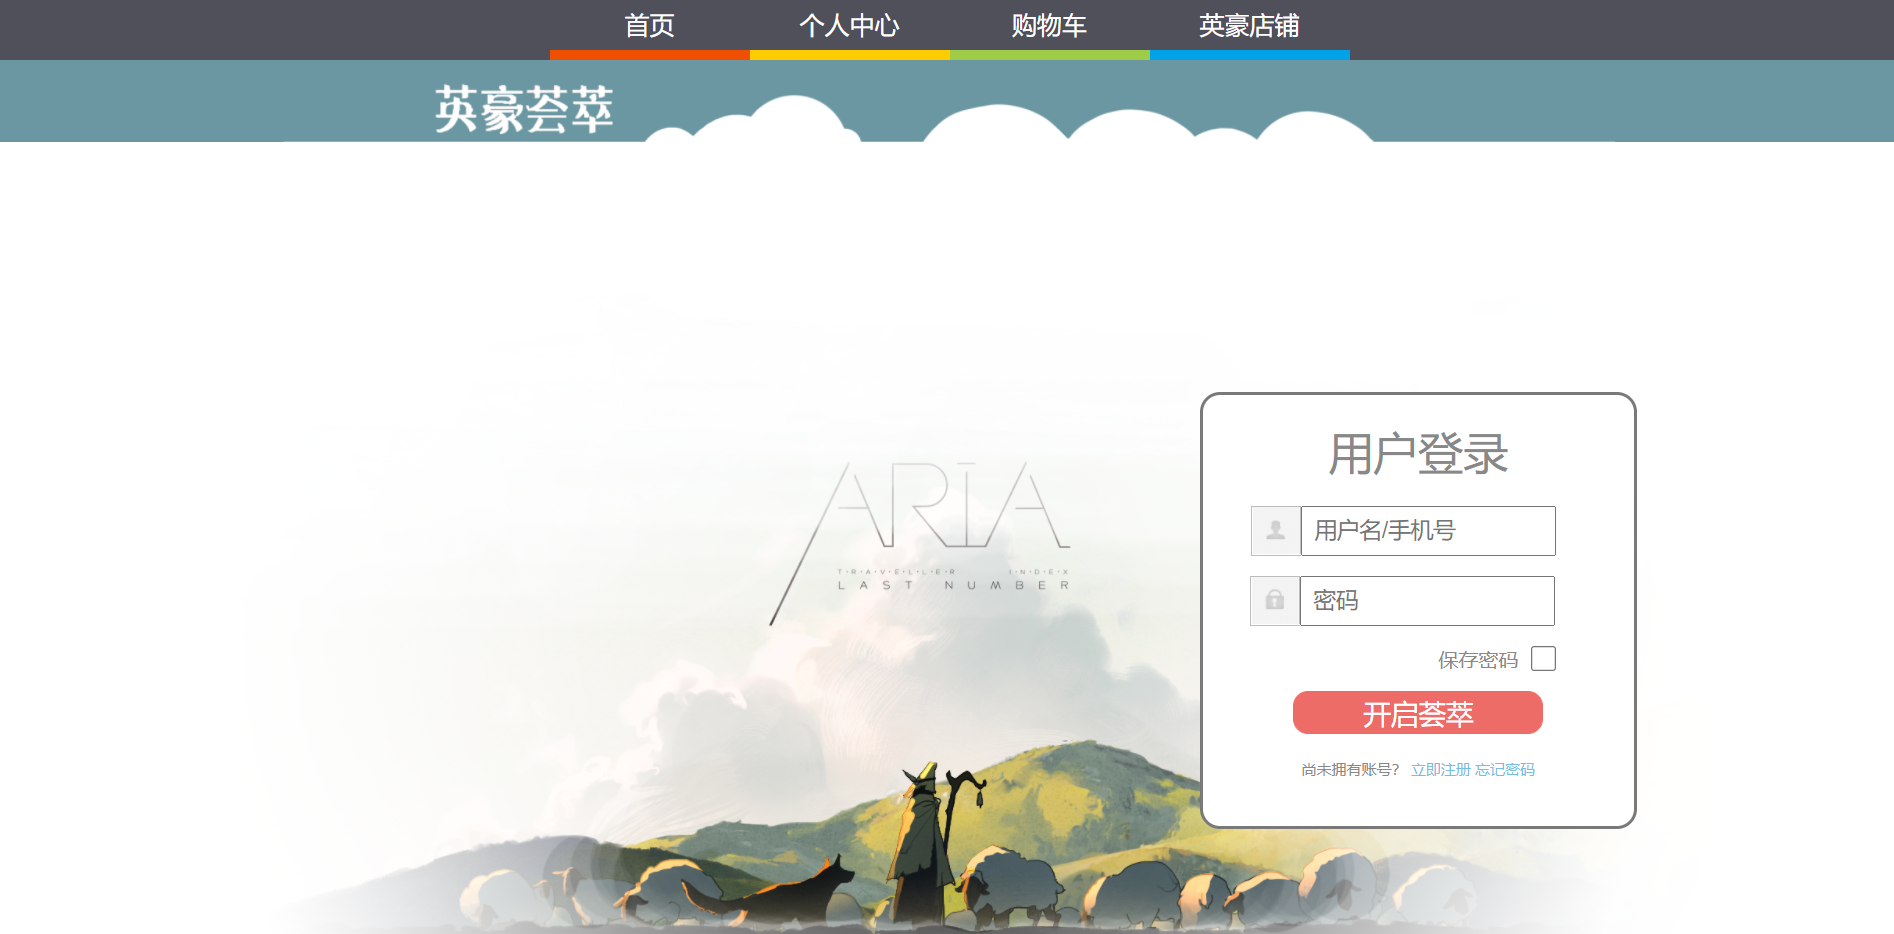 首页 个人中心 购物车 英豪店铺
英豪荟萃
ARIA
TRAVELLER INDEX
LAST NUMBER
用户登录
用户名/手机号
密码
保存密码
开启荟萃
尚未拥有账号? 立即注册 忘记密码